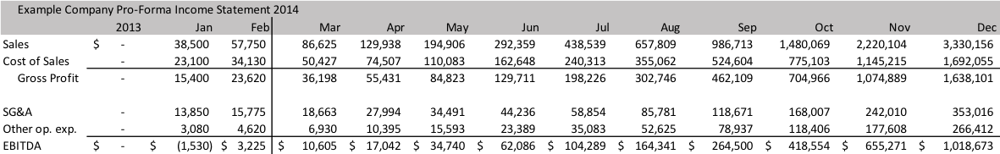 Example Company Pro-Forma Income Statement 2014
2013 Jan Feb Mar Apr May Jun Jul Aug Sep Oct Nov Dec
Sales $ - 38,500 57,750 86,625 129,938 194,906 292,359 438,539 657,809 986,713 1,480,069 2,220,104 3,330,156
Cost of Sales - 23,100 34,130 50,427 74,507 110,083 162,648 240,313 355,062 524,604 775,103 1,145,215 1,692,055
Gross Profit - 15,400 23,620 36,198 55,431 84,823 129,711 198,226 302,746 462,109 704,966 1,074,889 1,638,101
SG&A - 13,850 15,775 18,663 27,994 34,491 44,236 58,854 85,781 118,671 168,007 242,010 353,016
Other op. exp. - 3,080 4,620 6,930 10,395 15,593 23,389 35,083 52,625 78,937 118,406 177,608 266,412
EBITDA $ - $ (1,530) $ 3,225 $ 10,605 $ 17,042 $ 34,740 $ 62,086 $ 104,289 $ 164,341 $ 264,500 $ 418,554 $ 655,271 $ 1,018,673